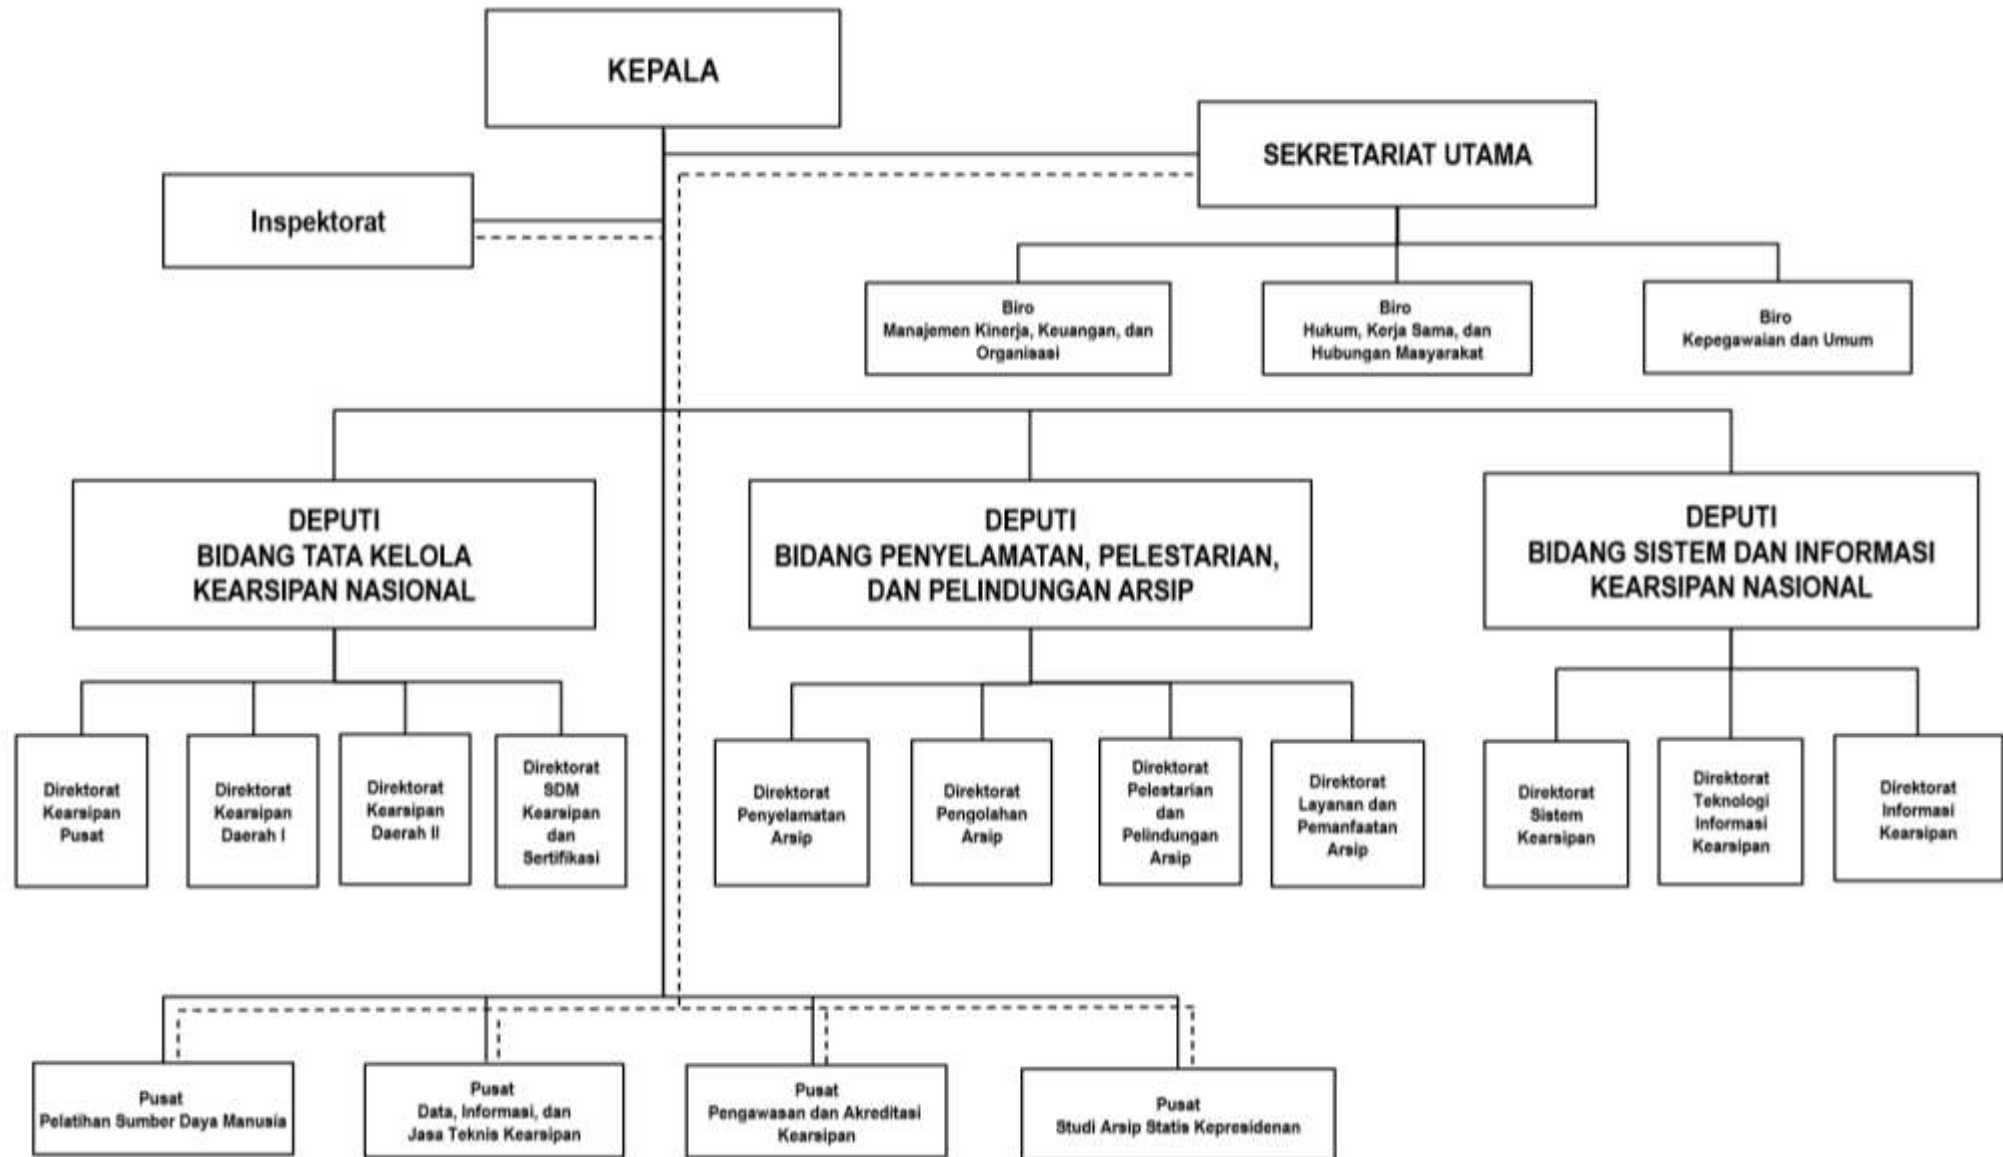 KEPALA
SEKRETARIAT UTAMA
Inspektorat
Biro
Manajemen Kinerja, Keuangan, dan
Organisasi
Biro
Hukum, Kerja Sama, dan
Hubungan Masyarakat
Biro
Kepegawaian dan Umum
DEPUTI
BIDANG TATA KELOLA
KEARSIPAN NASIONAL
DEPUTI
BIDANG PENYELAMATAN, PELESTARIAN,
DAN PELINDUNGAN ARSIP
DEPUTI
BIDANG SISTEM DAN INFORMASI
KEARSIPAN NASIONAL
Direktorat
Kearsipan
Pusat
Direktorat
Kearsipan
Daerah I
Direktorat
Kearsipan
Daerah II
Direktorat
SDM
Kearsipan
dan
Sertifikasi
Direktorat
Penyelamatan
Arsip
Direktorat
Pengolahan
Arsip
Direktorat
Pelestarian
dan
Pelindungan
Arsip
Direktorat
Layanan dan
Pemanfaatan
Arsip
Direktorat
Sistem
Kearsipan
Direktorat
Teknologi
Informasi
Kearsipan
Direktorat
Informasi
Kearsipan
Pusat
Pelatihan Sumber Daya Manusia
Pusat
Data, Informasi, dan
Jasa Teknis Kearsipan
Pusat
Pengawasan dan Akreditasi
Kearsipan
Pusat
Studi Arsip Statis Kepresidenan